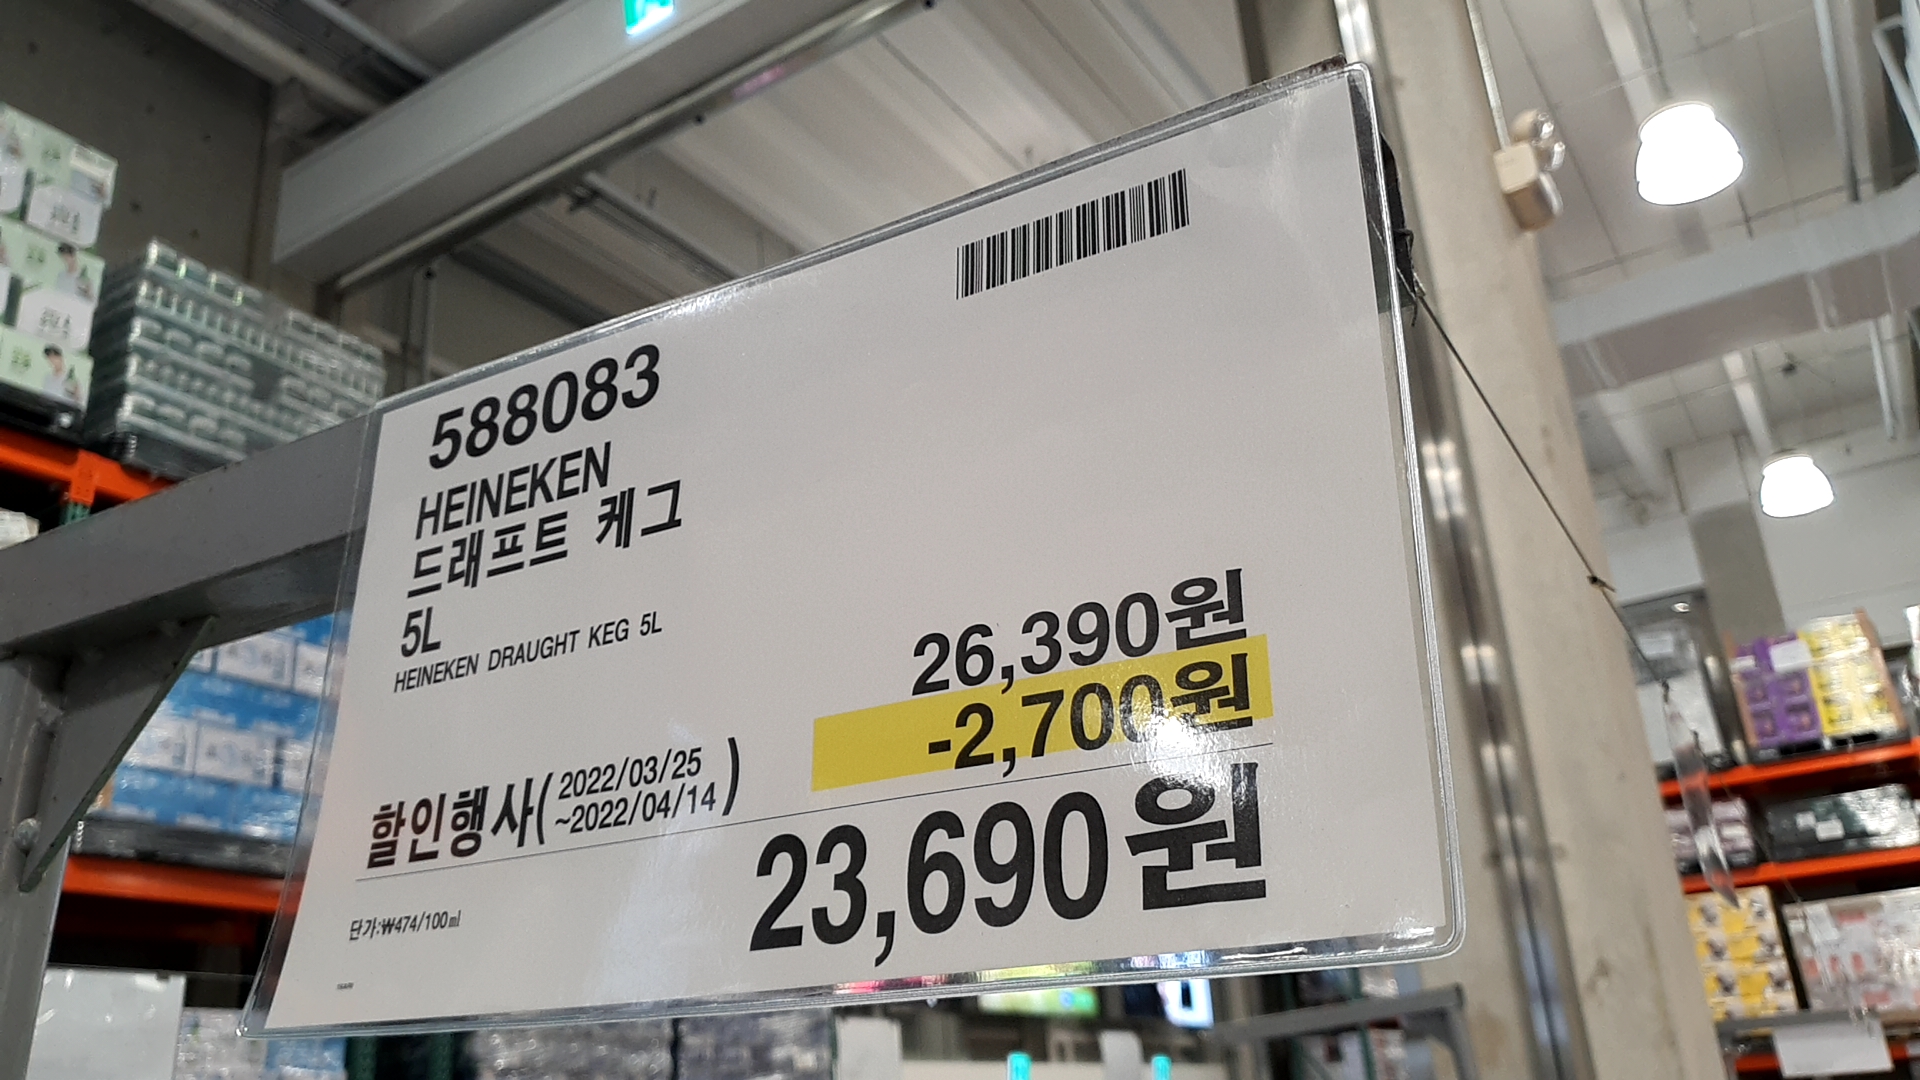 588083
HEINEKEN
드래프트 케그
5L
HEINEKEN DRAUGHT KEG 5L
26,390원
-2,700원
할인행사(2022/03/25
~2022/04/14)
23,690원
단가:₩474/100㎖